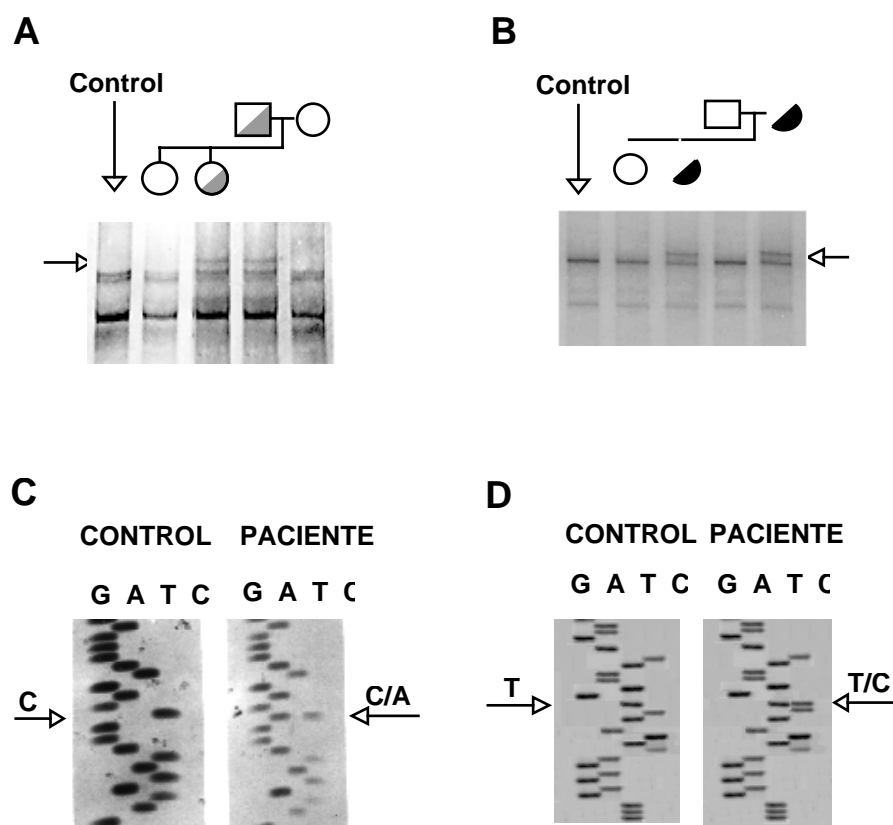 A
B
Control
Control
C
D
CONTROL PACIENTE
CONTROL PACIENTE
G A T C
G A T C
G A T C
G A T C
C
C/A
T
T/C